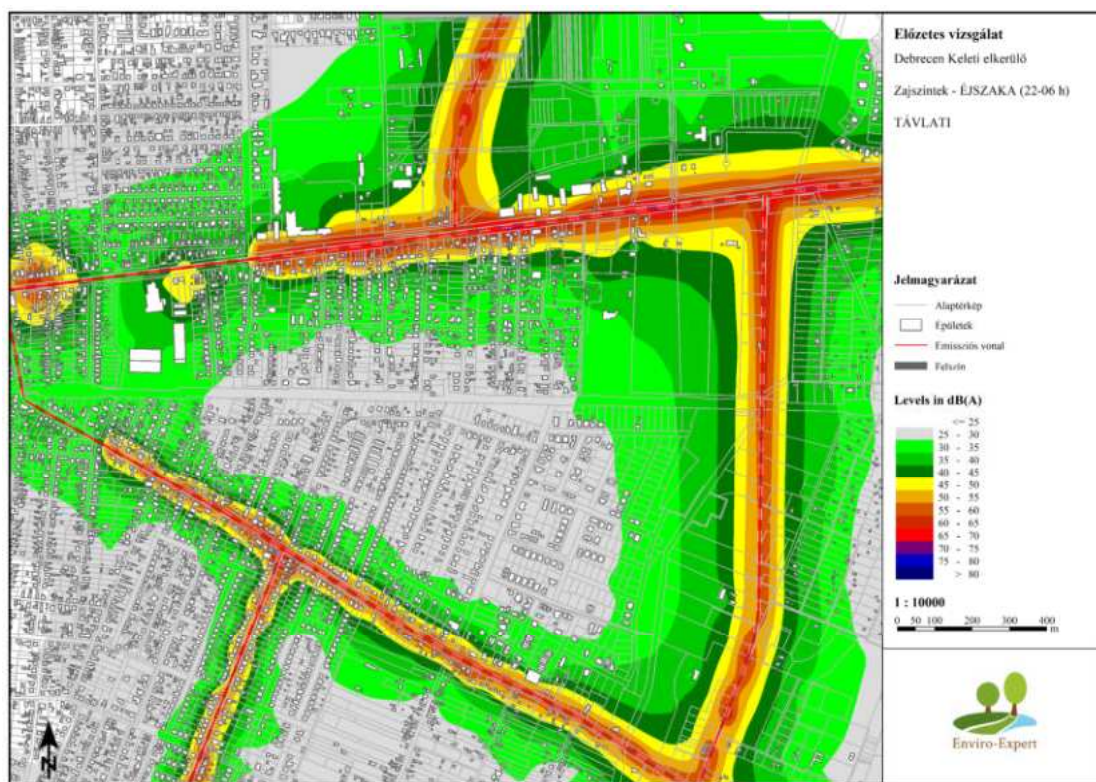 Előzetes vizsgálat
Debrecen Keleti elkerülő
Zajszintek - ÉJSZAKA (22-06 h)
TÁVLATI
Jelmagyarázat
Alaptérkép
Épületek
Emissziós vonal
Felszín
Levels in dB(A)
<= 25
25 - 30
30 - 35
35 - 40
40 - 45
45 - 50
50 - 55
55 - 60
60 - 65
65 - 70
70 - 75
75 - 80
> 80
1 : 10000
0 50 100 200 300 400
m
Enviro-Expert
N